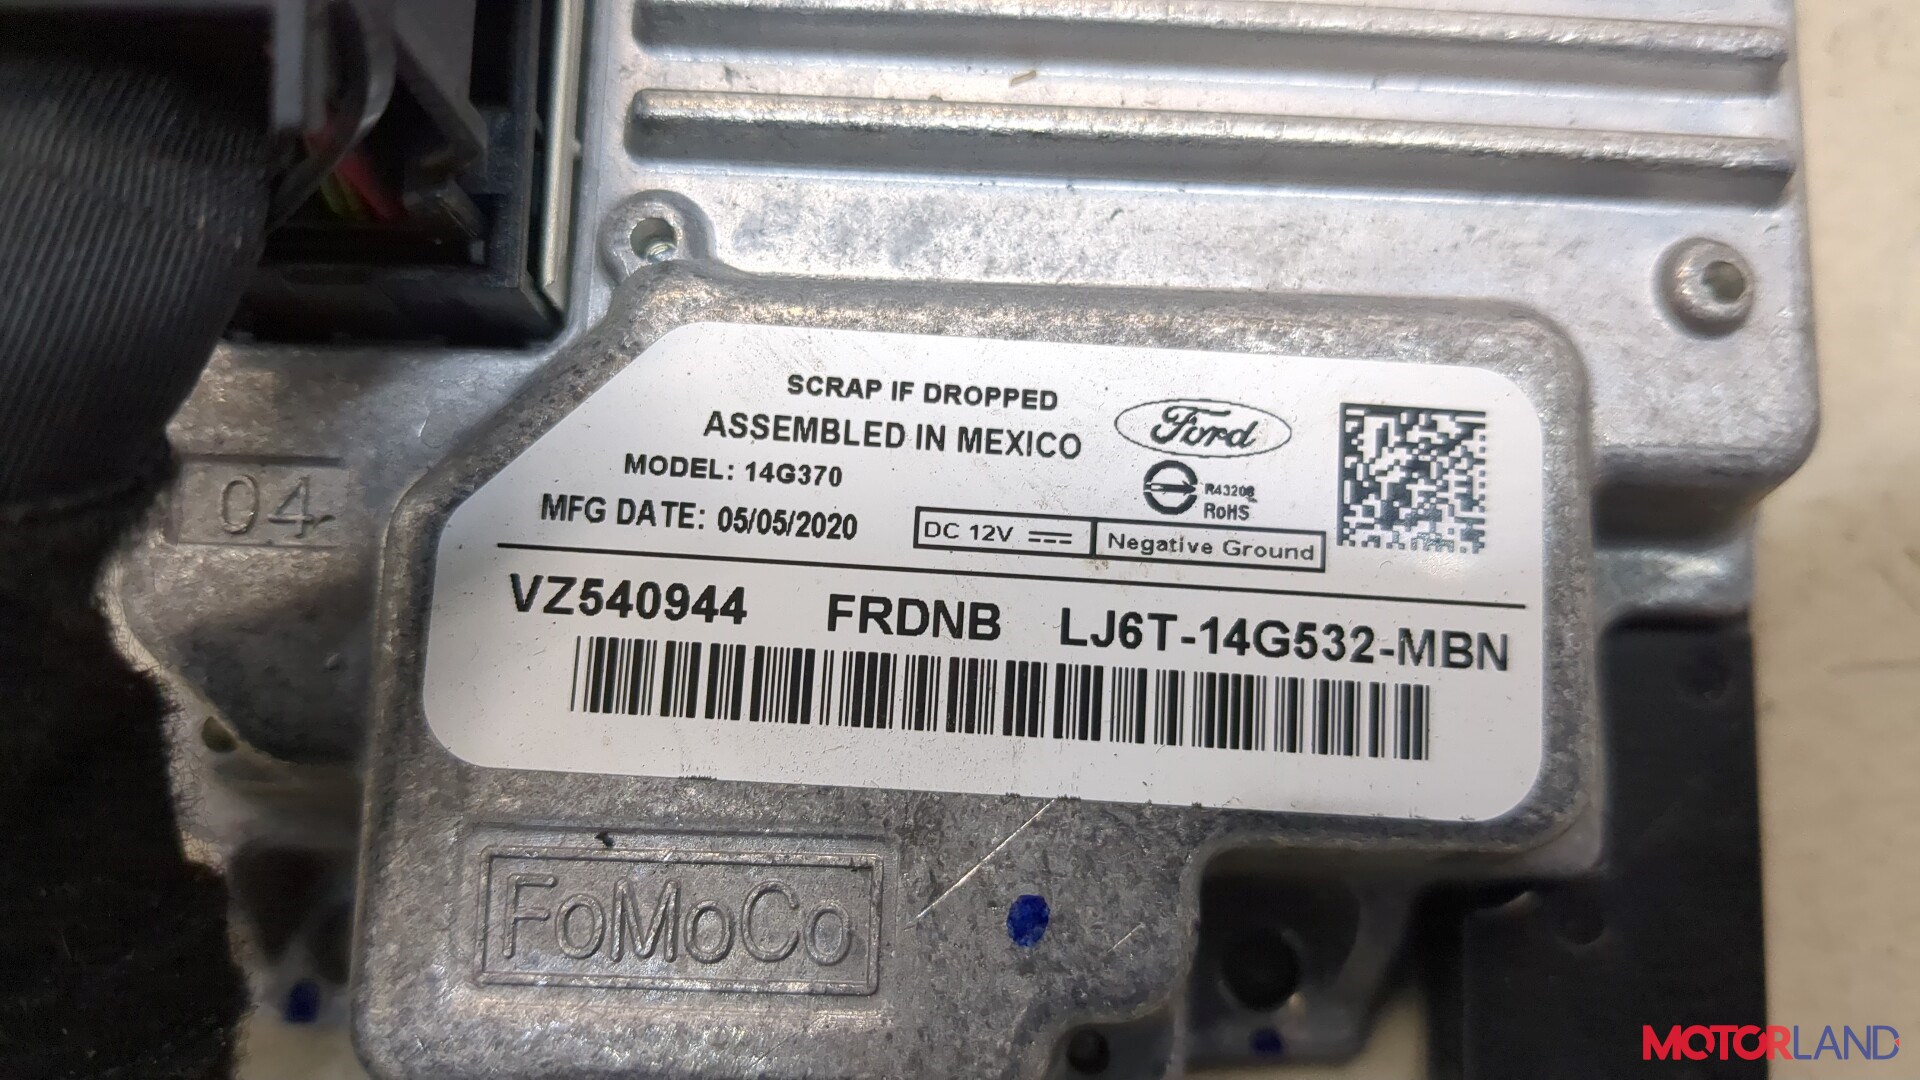 SCRAP IF DROPPED
ASSEMBLED IN MEXICO
Ford
MODEL: 14G370
R43208
RoHS
MFG DATE: 05/05/2020
DC 12V
Negative Ground
04
VZ540944 FRDNB LJ6T-14G532-MBN
FoMoCo
MOTORLAND